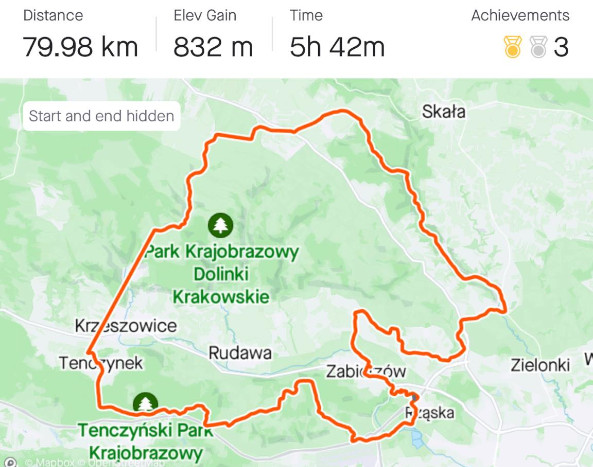 Distance
79.98 km
Elev Gain
832 m
Time
5h 42m
Achievements
3
Start and end hidden
Skała
Park Krajobrazowy
Dolinki
Krakowskie
Krzeszowice
Tenczynek
Rudawa
Zabierzów
Zielonki
W
Rząska
Tenczyński Park
Krajobrazowy
© Mapbox © OpenStreetMap